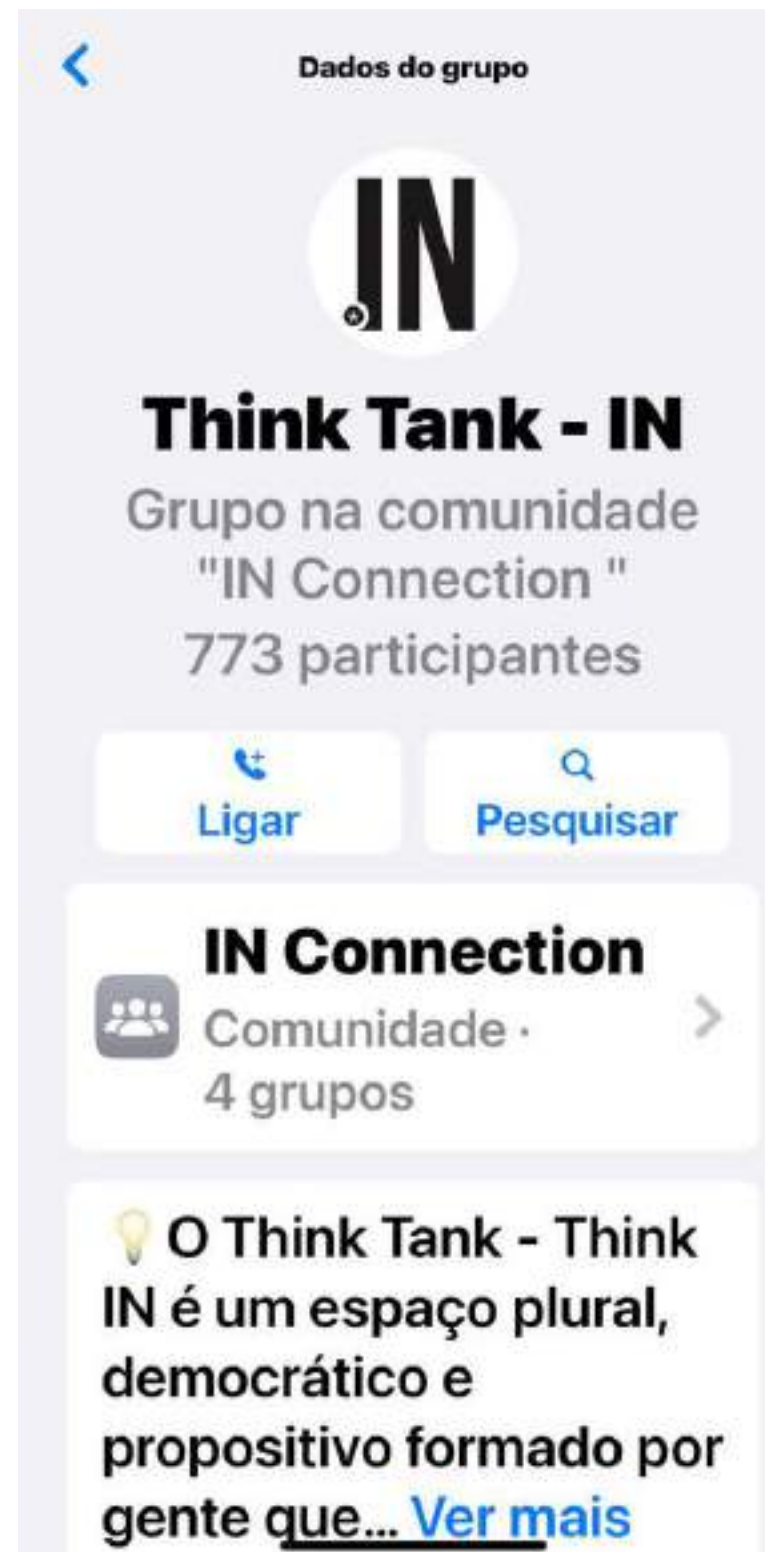 Dados do grupo
IN
Think Tank - IN
Grupo na comunidade
"IN Connection "
773 participantes
Ligar
Pesquisar
IN Connection
Comunidade ·
4 grupos
💡O Think Tank - Think
IN é um espaço plural,
democrático e
propositivo formado por
gente que... Ver mais